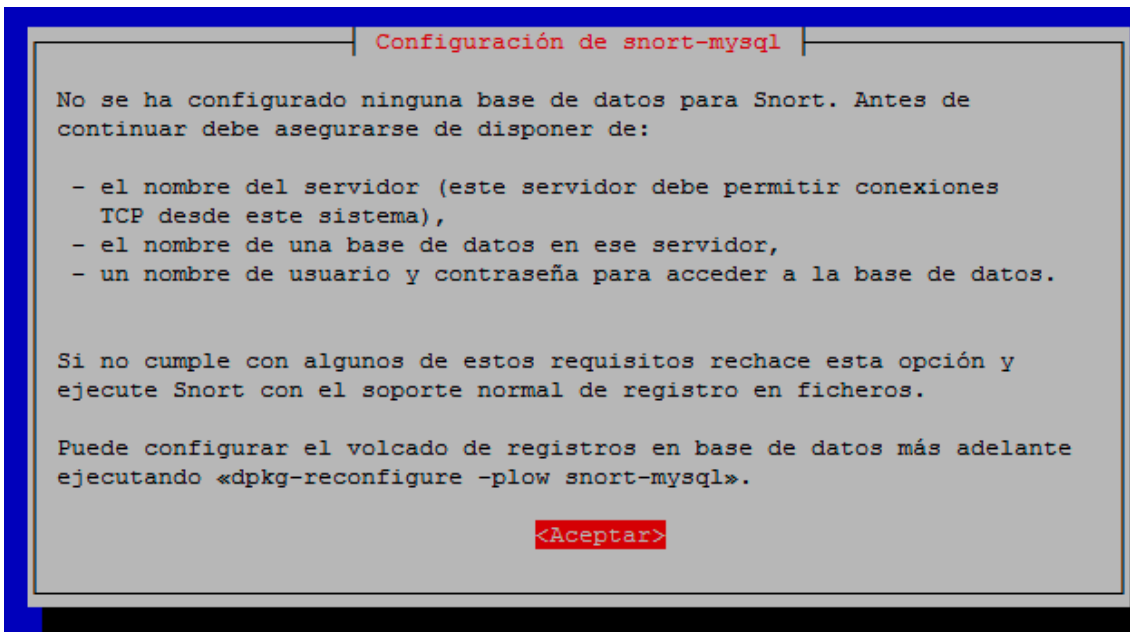 Configuración de snort-mysql
No se ha configurado ninguna base de datos para Snort. Antes de
continuar debe asegurarse de disponer de:
- el nombre del servidor (este servidor debe permitir conexiones
TCP desde este sistema),
- el nombre de una base de datos en ese servidor,
- un nombre de usuario y contraseña para acceder a la base de datos.
Si no cumple con algunos de estos requisitos rechace esta opción y
ejecute Snort con el soporte normal de registro en ficheros.
Puede configurar el volcado de registros en base de datos más adelante
ejecutando «dpkg-reconfigure -plow snort-mysql».
<Aceptar>